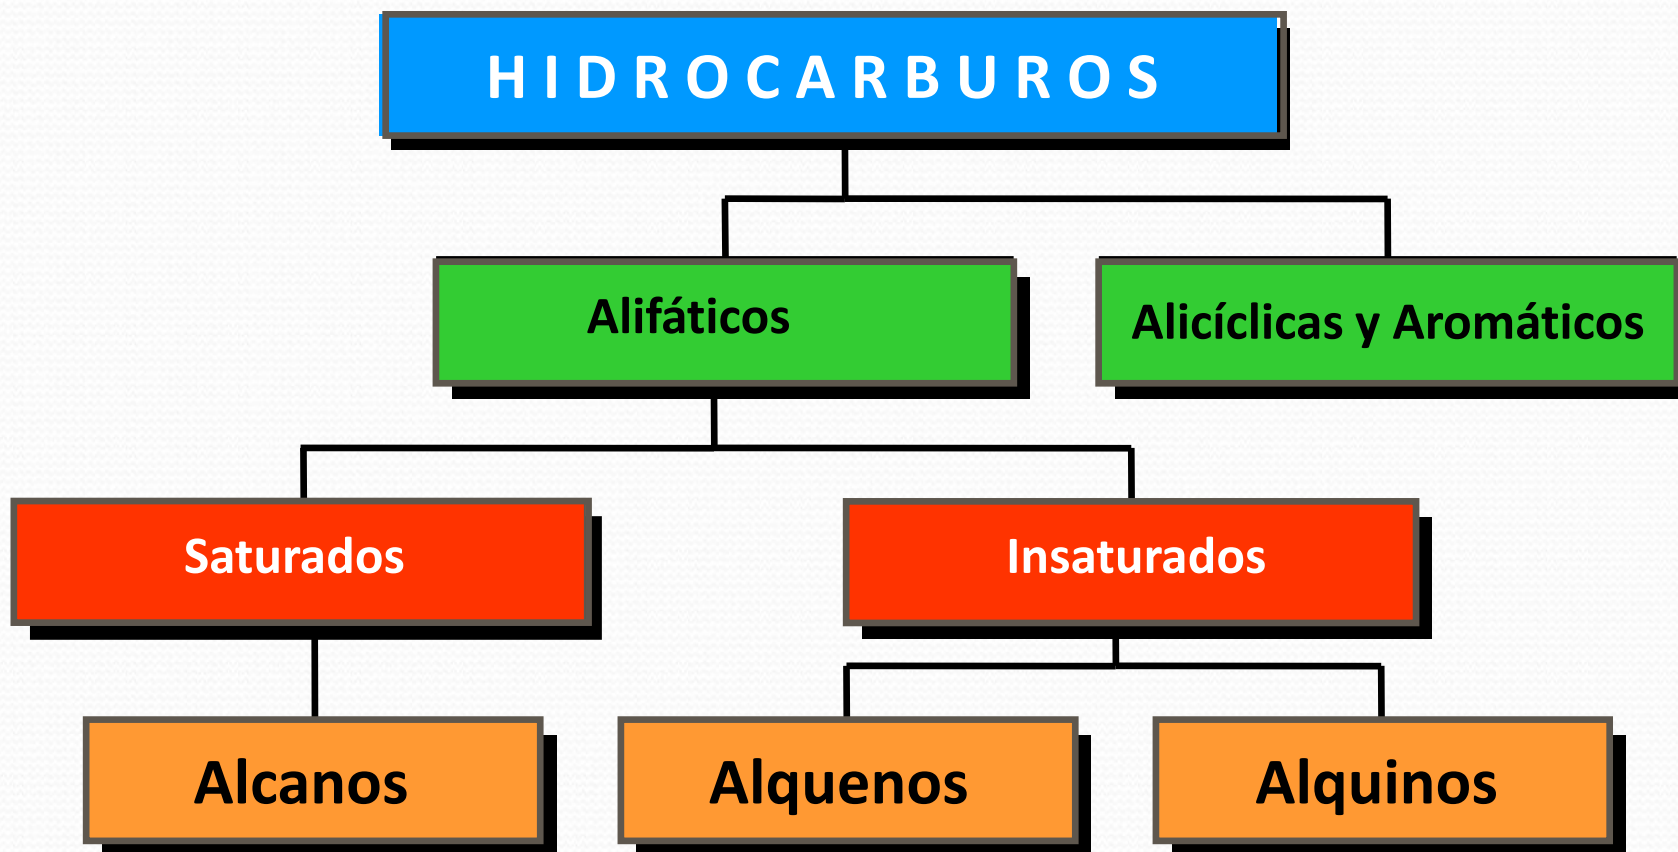 HIDROCARBUROS
Alifáticos
Alicíclicas y Aromáticos
Saturados
Insaturados
Alcanos
Alquenos
Alquinos